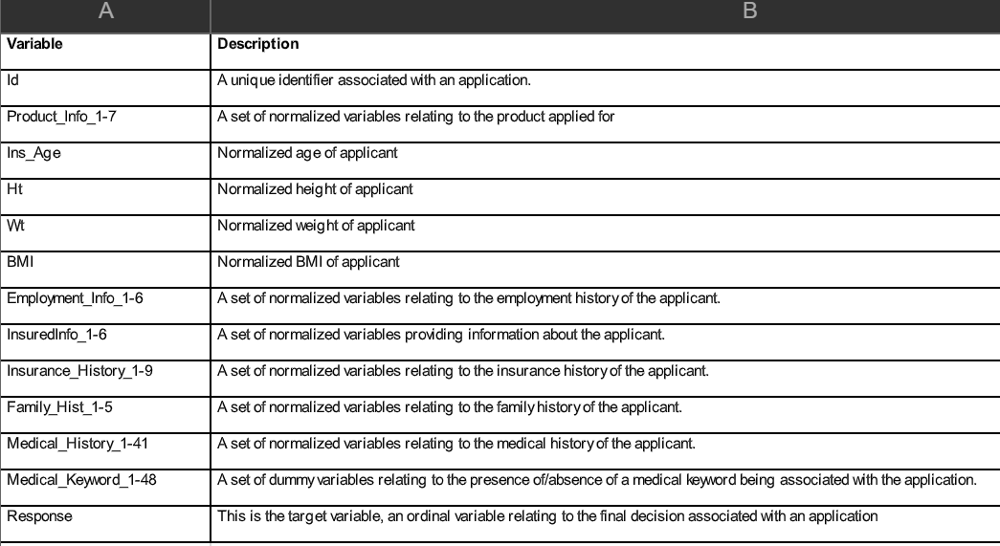 A B
Variable Description
Id A unique identifier associated with an application.
Product_Info_1-7 A set of normalized variables relating to the product applied for
Ins_Age Normalized age of applicant
Ht Normalized height of applicant
Wt Normalized weight of applicant
BMI Normalized BMI of applicant
Employment_Info_1-6 A set of normalized variables relating to the employment history of the applicant.
InsuredInfo_1-6 A set of normalized variables providing information about the applicant.
Insurance_History_1-9 A set of normalized variables relating to the insurance history of the applicant.
Family_Hist_1-5 A set of normalized variables relating to the family history of the applicant.
Medical_History_1-41 A set of normalized variables relating to the medical history of the applicant.
Medical_Keyword_1-48 A set of dummy variables relating to the presence of/absence of a medical keyword being associated with the application.
Response This is the target variable, an ordinal variable relating to the final decision associated with an application